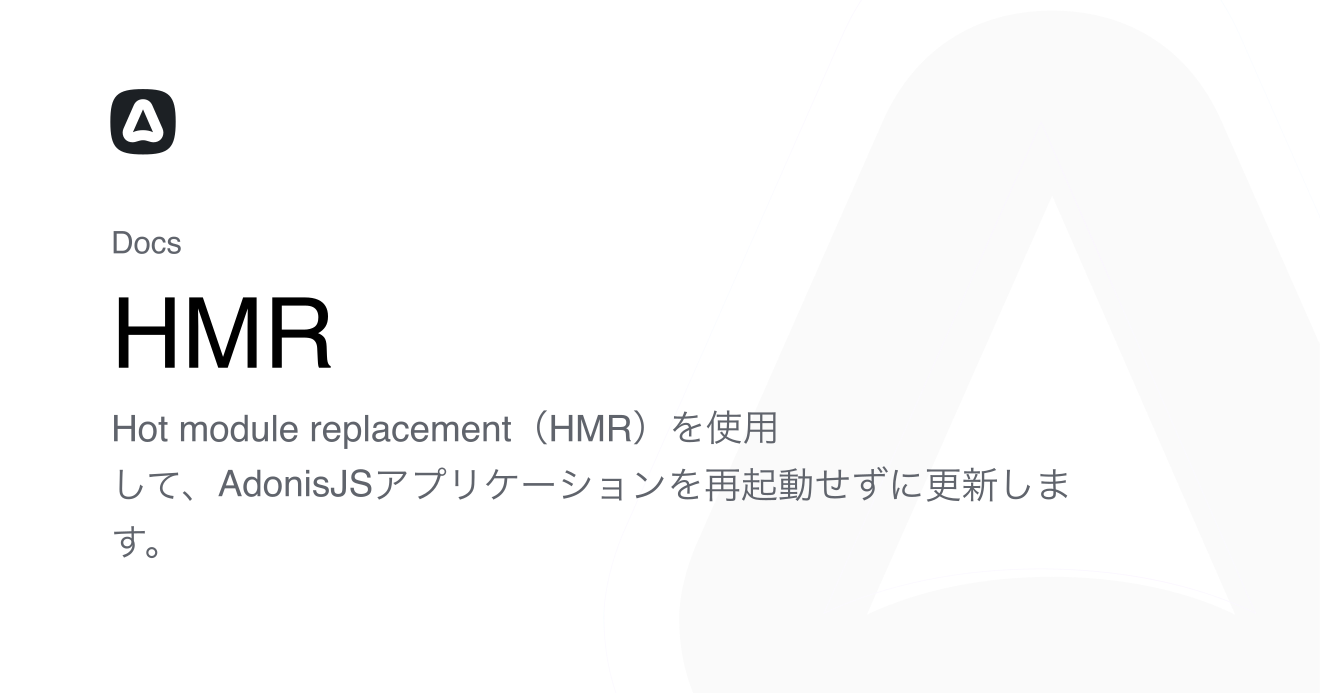 Docs
HMR
Hot module replacement（HMR）を使用
して、AdonisJSアプリケーションを再起動せずに更新しま
す。